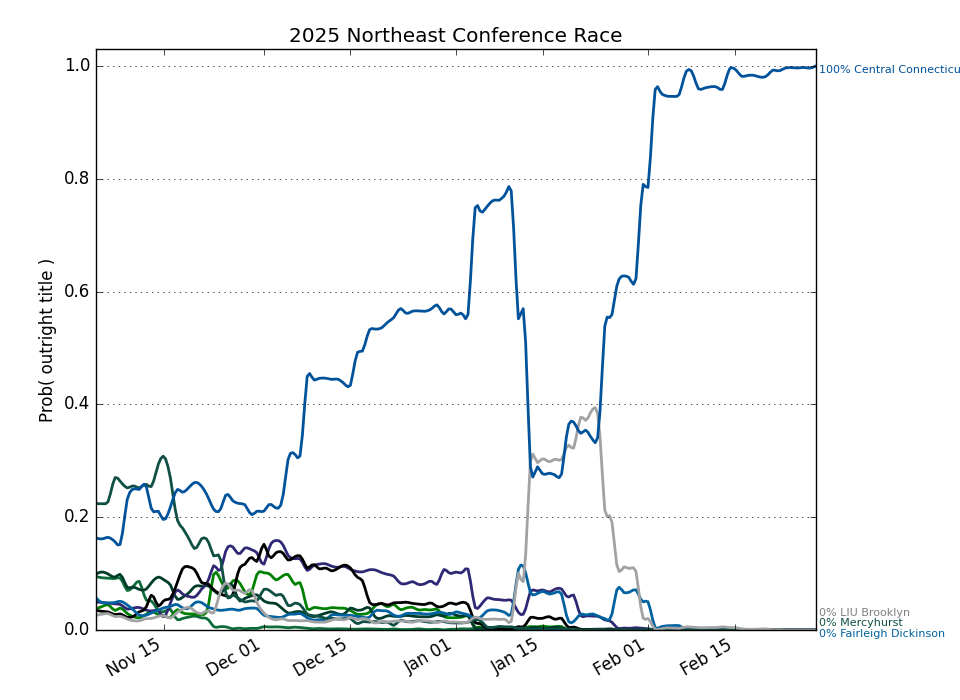 2025 Northeast Conference Race
1.0
0.8
0.6
0.4
0.2
0.0
Prob( outright title )
Nov 15
Dec 01
Dec 15
Jan 01
Jan 15
Feb 01
Feb 15
100% Central Connecticu
0% LIU Brooklyn
0% Mercyhurst
0% Fairleigh Dickinson